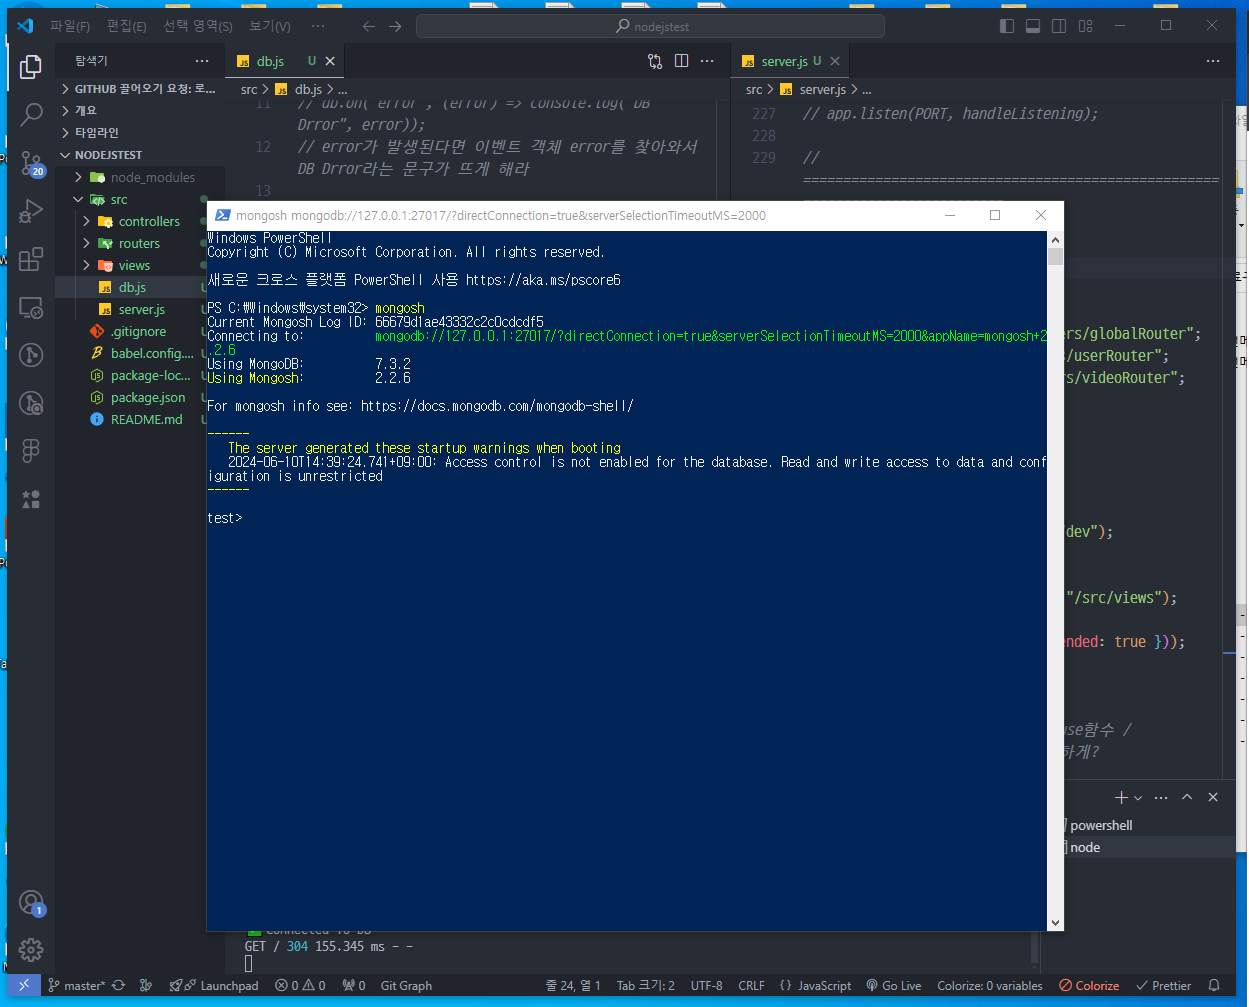 파일(F) 편집(E) 선택 영역(S) 보기(V) ··· nodejstest
탐색기 ···
GITHUB 끌어오기 요청: 로...
개요
타임라인
NODEJSTEST
node_modules
src
controllers
routers
views
db.js U
server.js U
.gitignore U
babel.config.... U
package-loc... U
package.json U
README.md U
20
1
db.js U
src > db.js > ...
11 // db.on("error", (error) => console.log("DB
Drror", error));
12 // error가 발생된다면 이벤트 객체 error를 찾아와서
DB Drror라는 문구가 뜨게 해라
13
server.js U
src > server.js > ...
227 // app.listen(PORT, handleListening);
228
229 //
mongosh mongodb://127.0.0.1:27017/?directConnection=true&serverSelectionTimeoutMS=2000
Windows PowerShell
Copyright (C) Microsoft Corporation. All rights reserved.
새로운 크로스 플랫폼 PowerShell 사용 https://aka.ms/pscore6
PS C:₩Windows₩system32> mongosh
Current Mongosh Log ID: 66679d1ae43332c2c0cdcdf5
Connecting to: mongodb://127.0.0.1:27017/?directConnection=true&serverSelectionTimeoutMS=2000&appName=mongosh+2
.2.6
Using MongoDB: 7.3.2
Using Mongosh: 2.2.6
For mongosh info see: https://docs.mongodb.com/mongodb-shell/
------
The server generated these startup warnings when booting
2024-06-10T14:39:24.741+09:00: Access control is not enabled for the database. Read and write access to data and conf
iguration is unrestricted
------
test>
ers/globalRouter";
s/userRouter";
rs/videoRouter";
dev");
"/src/views");
ended: true }));
use함수 /
하게?
powershell
node
Connected to DB
GET / 304 155.345 ms - -
master* Launchpad 0 0 0 Git Graph 줄 24, 열 1 Tab 크기: 2 UTF-8 CRLF {} JavaScript Go Live Colorize: 0 variables Colorize Prettier